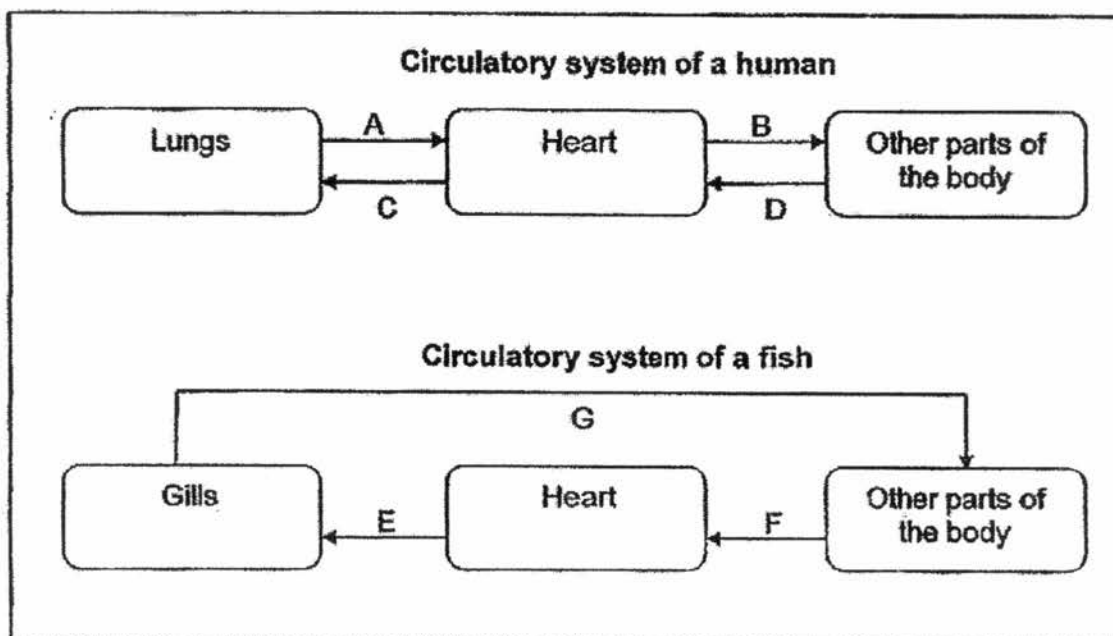 Circulatory system of a human
Lungs
A
Heart
B
Other parts of
the body
C
D
Circulatory system of a fish
G
Gills
E
Heart
F
Other parts of
the body